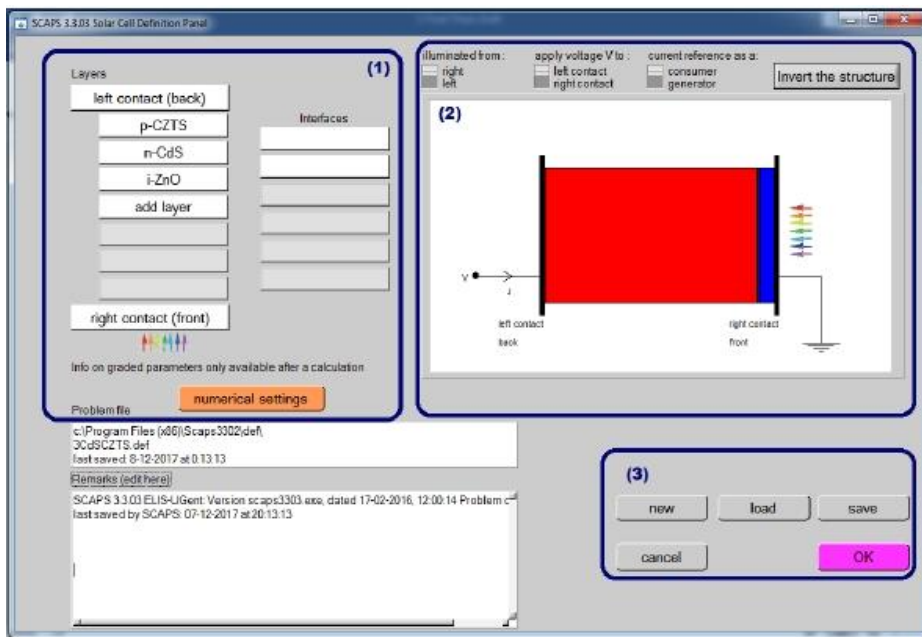 SCAPS 3.3.03 Solar Cell Definition Panel
(1)
Layers
left contact (back)
p-CZTS
n-CdS
i-ZnO
add layer
right contact (front)
Interfaces
Info on graded parameters only available after a calculation
numerical settings
illuminated from :
right
left
apply voltage V to :
left contact
right contact
current reference as a:
consumer
generator
Invert the structure
(2)
V
J
left contact
back
right contact
front
Problem file
c:\Program Files (x86)\Scaps3302\def\
3CdSCZTS.def
last saved: 8-12-2017 at 0:13:13
Remarks (edit here)
SCAPS 3.3.03 ELIS-UGent: Version scaps3303.exe, dated 17-02-2016, 12:00:14 Problem c
last saved by SCAPS: 07-12-2017 at 20:13:13
(3)
new
load
save
cancel
OK